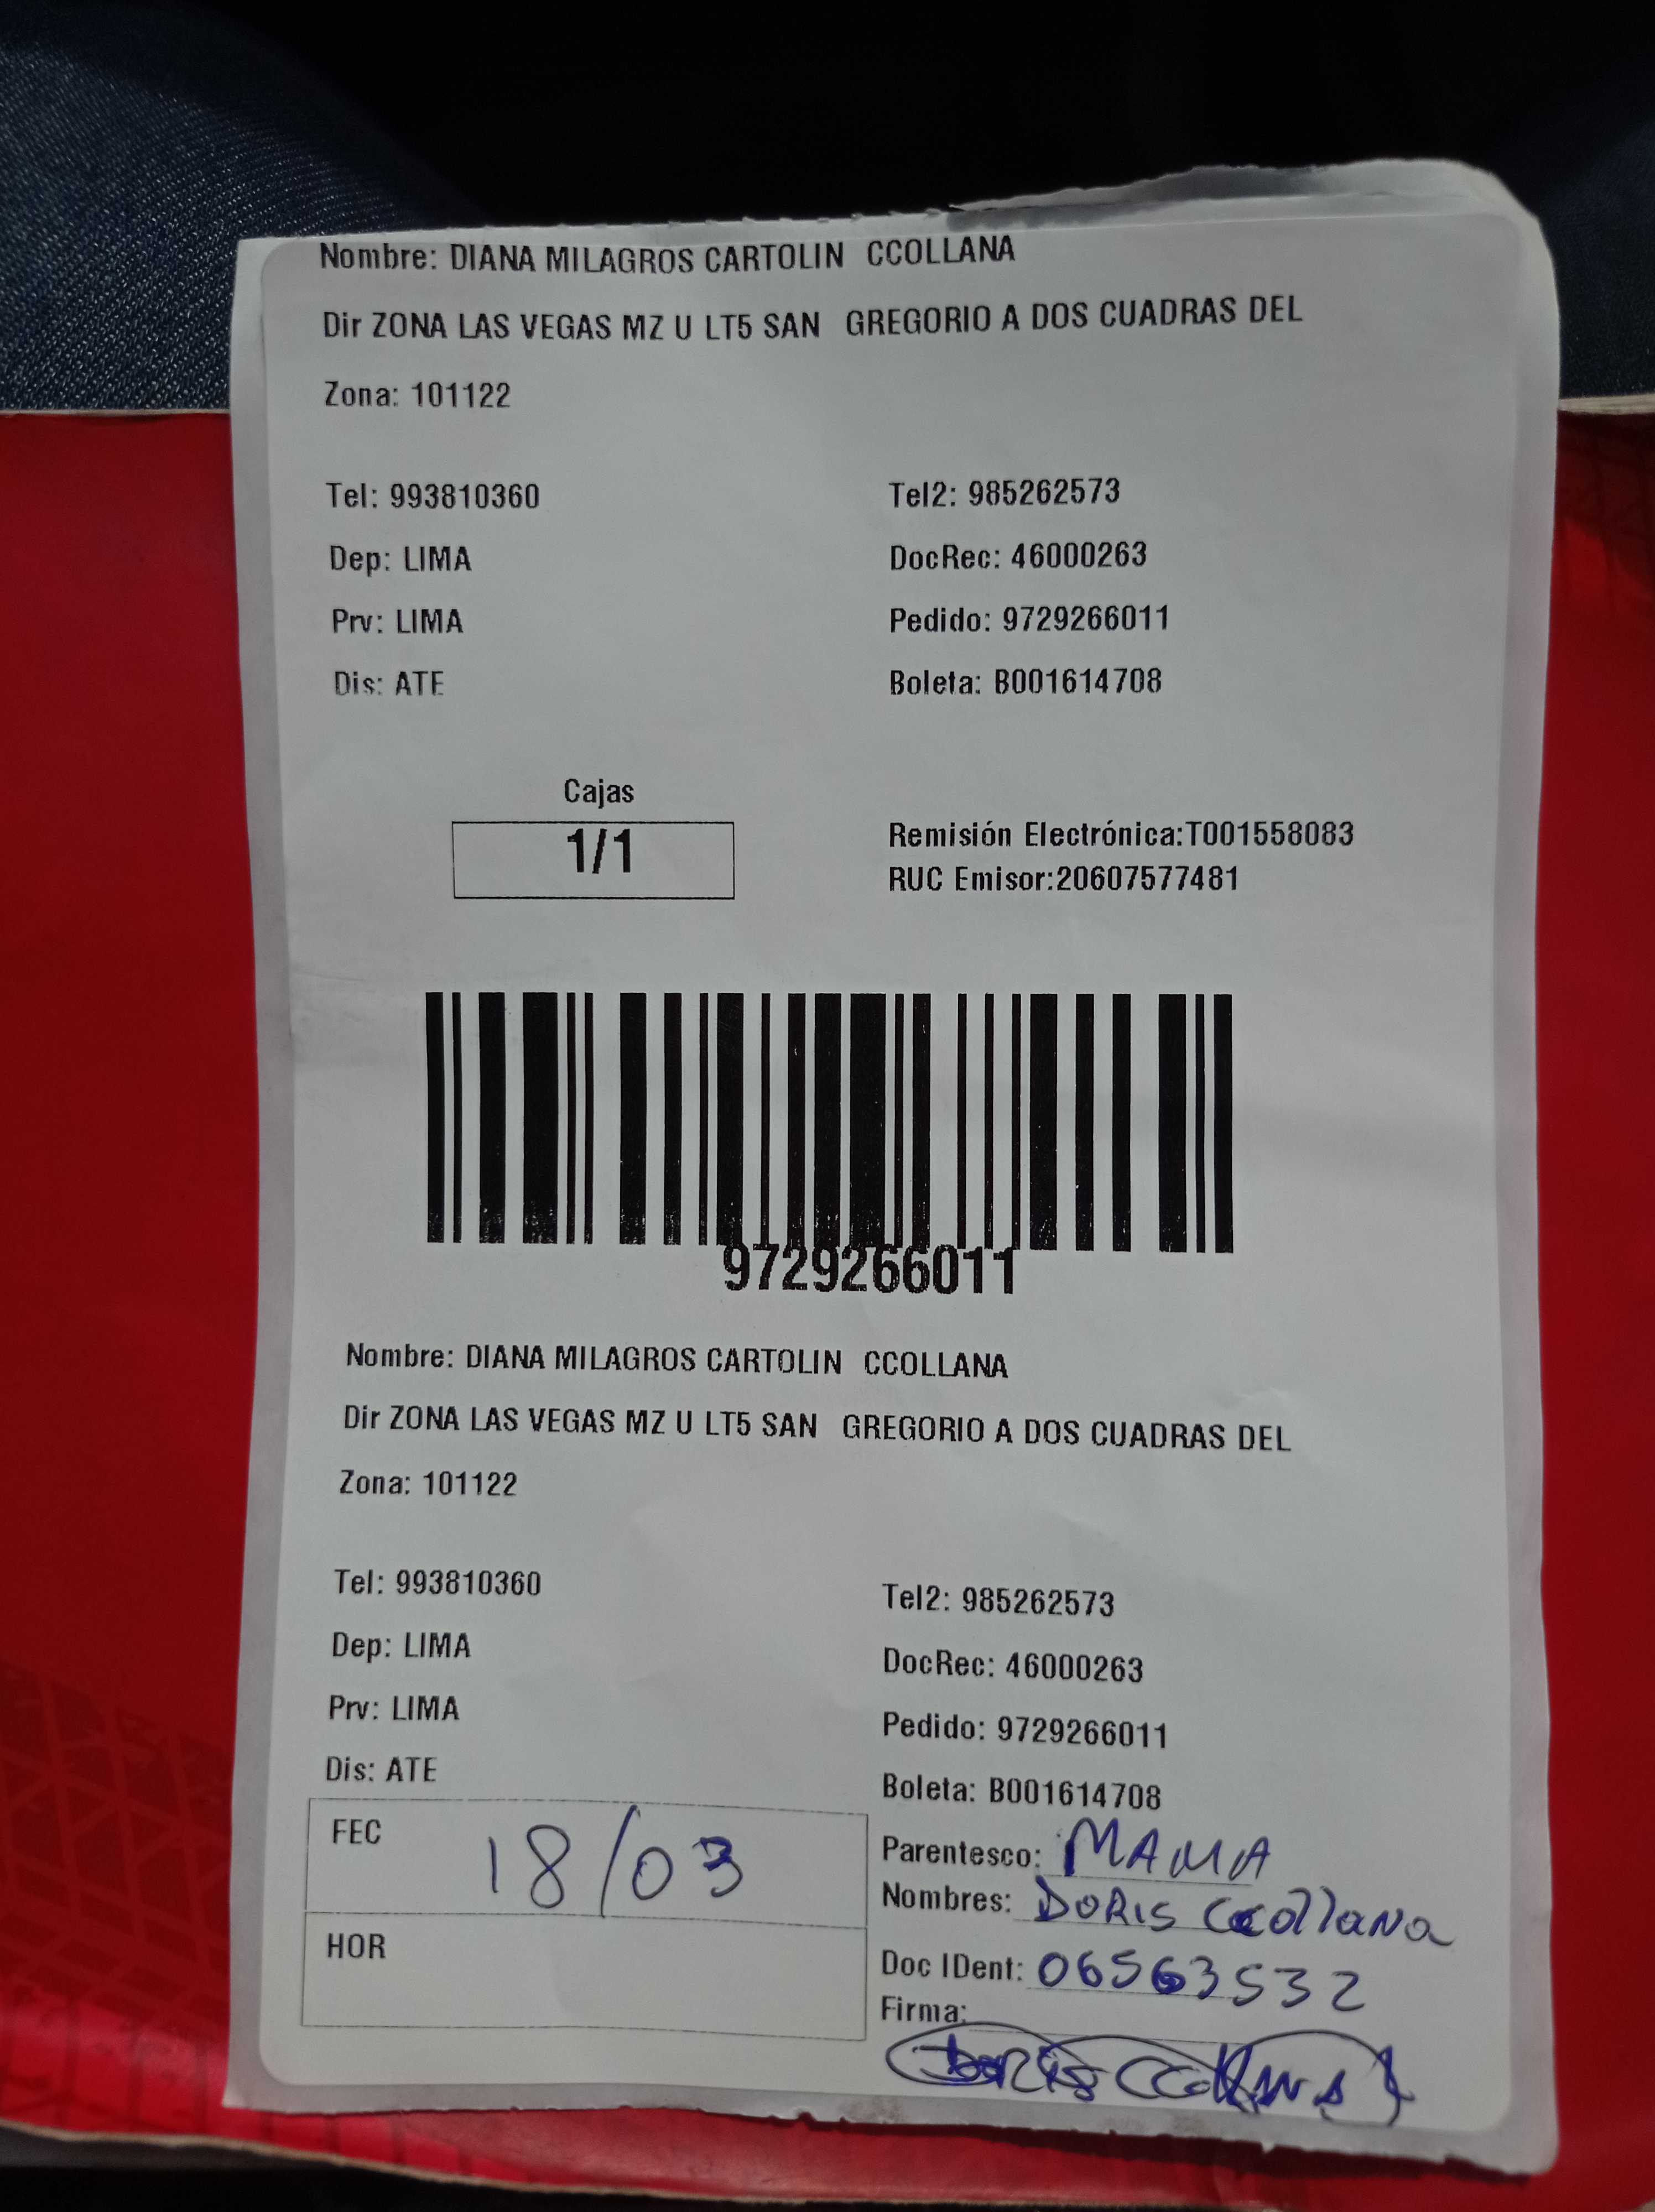 Nombre: DIANA MILAGROS CARTOLIN CCOLLANA
Dir ZONA LAS VEGAS MZ U LT5 SAN GREGORIO A DOS CUADRAS DEL
Zona: 101122
Tel: 993810360 Tel2: 985262573
Dep: LIMA DocRec: 46000263
Prv: LIMA Pedido: 9729266011
Dis: ATE Boleta: B001614708
Cajas
1/1
Remisión Electrónica:T001558083
RUC Emisor:20607577481
9729266011
Nombre: DIANA MILAGROS CARTOLIN CCOLLANA
Dir ZONA LAS VEGAS MZ U LT5 SAN GREGORIO A DOS CUADRAS DEL
Zona: 101122
Tel: 993810360 Tel2: 985262573
Dep: LIMA DocRec: 46000263
Prv: LIMA Pedido: 9729266011
Dis: ATE Boleta: B001614708
FEC 18/03
HOR
Parentesco: MAMA
Nombres: DORIS Ccollana
Doc IDent: 06563532
Firma:
Doris Ccollana